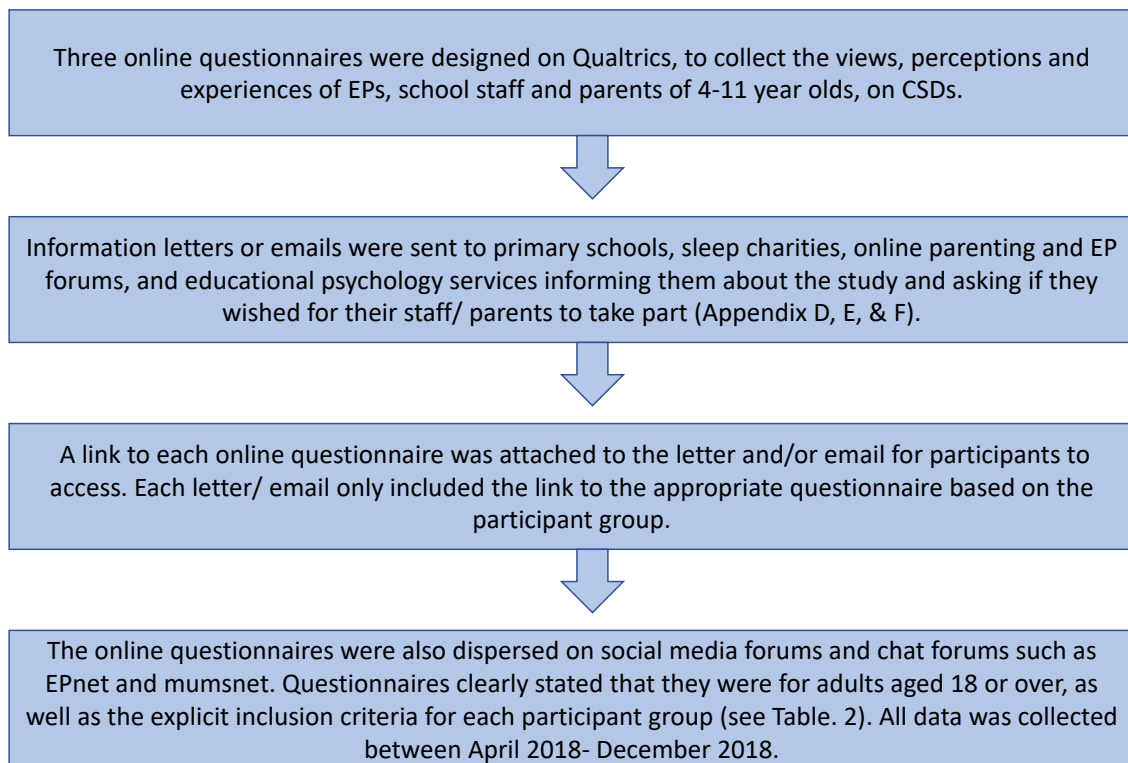 Three online questionnaires were designed on Qualtrics, to collect the views, perceptions and
experiences of EPs, school staff and parents of 4-11 year olds, on CSDs.
Information letters or emails were sent to primary schools, sleep charities, online parenting and EP
forums, and educational psychology services informing them about the study and asking if they
wished for their staff/ parents to take part (Appendix D, E, & F).
A link to each online questionnaire was attached to the letter and/or email for participants to
access. Each letter/ email only included the link to the appropriate questionnaire based on the
participant group.
The online questionnaires were also dispersed on social media forums and chat forums such as
EPnet and mumsnet. Questionnaires clearly stated that they were for adults aged 18 or over, as
well as the explicit inclusion criteria for each participant group (see Table. 2). All data was collected
between April 2018- December 2018.